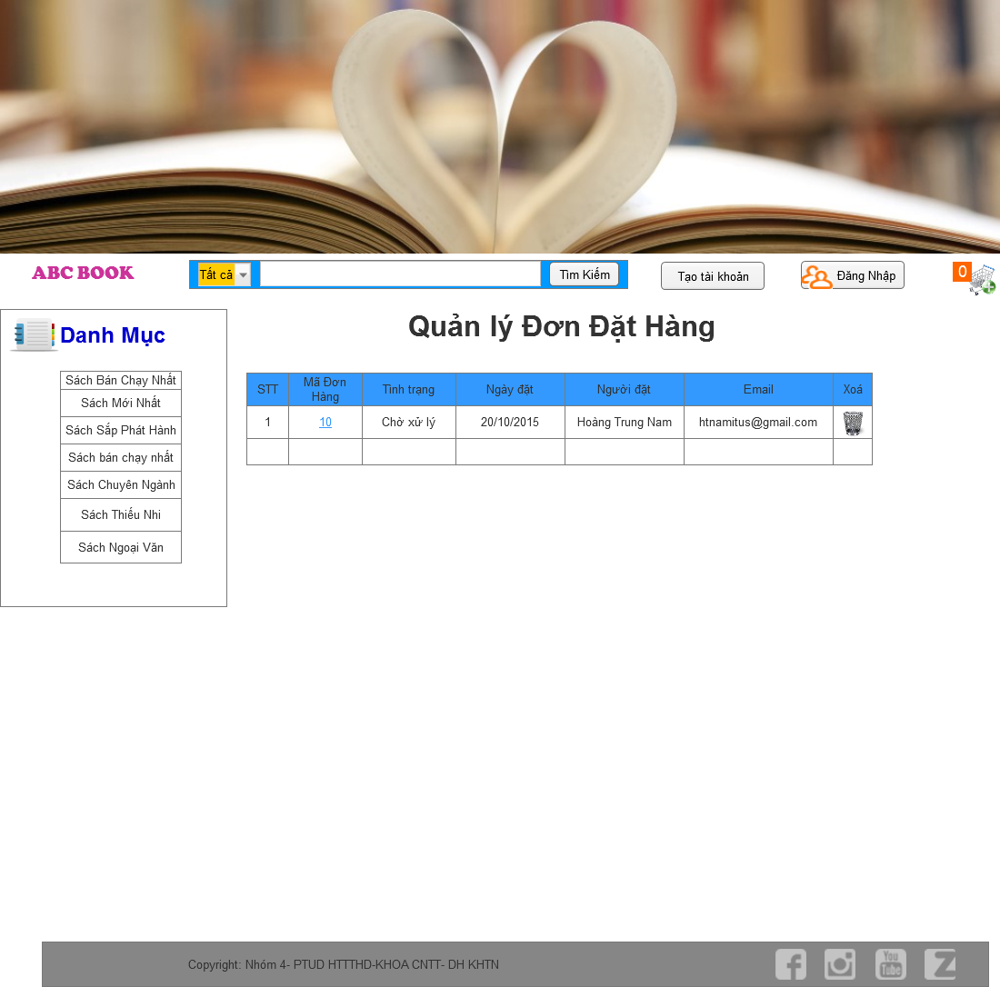 ABC BOOK
Tất cả
Tìm Kiếm
Tạo tài khoản
Đăng Nhập
0
Danh Mục
Sách Bán Chạy Nhất
Sách Mới Nhất
Sách Sắp Phát Hành
Sách bán chạy nhất
Sách Chuyên Ngành
Sách Thiếu Nhi
Sách Ngoại Văn
Quản lý Đơn Đặt Hàng
STT Mã Đơn Hàng Tình trạng Ngày đặt Người đặt Email Xoá
1 10 Chờ xử lý 20/10/2015 Hoàng Trung Nam htnamitus@gmail.com
Copyright: Nhóm 4- PTUD HTTTHD-KHOA CNTT- DH KHTN
You
Tube